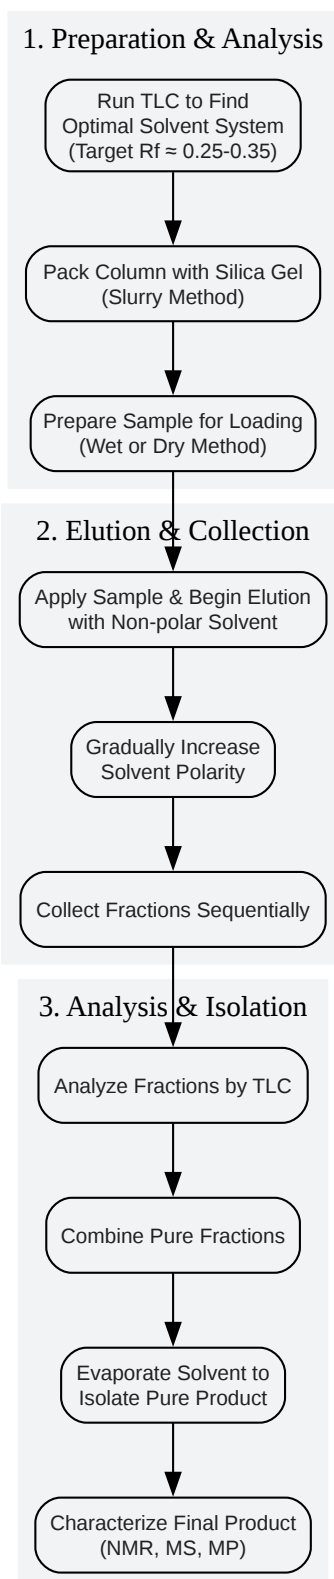 1. Preparation & Analysis
Run TLC to Find
Optimal Solvent System
(Target Rf ≈ 0.25-0.35)
Pack Column with Silica Gel
(Slurry Method)
Prepare Sample for Loading
(Wet or Dry Method)
2. Elution & Collection
Apply Sample & Begin Elution
with Non-polar Solvent
Gradually Increase
Solvent Polarity
Collect Fractions Sequentially
3. Analysis & Isolation
Analyze Fractions by TLC
Combine Pure Fractions
Evaporate Solvent to
Isolate Pure Product
Characterize Final Product
(NMR, MS, MP)